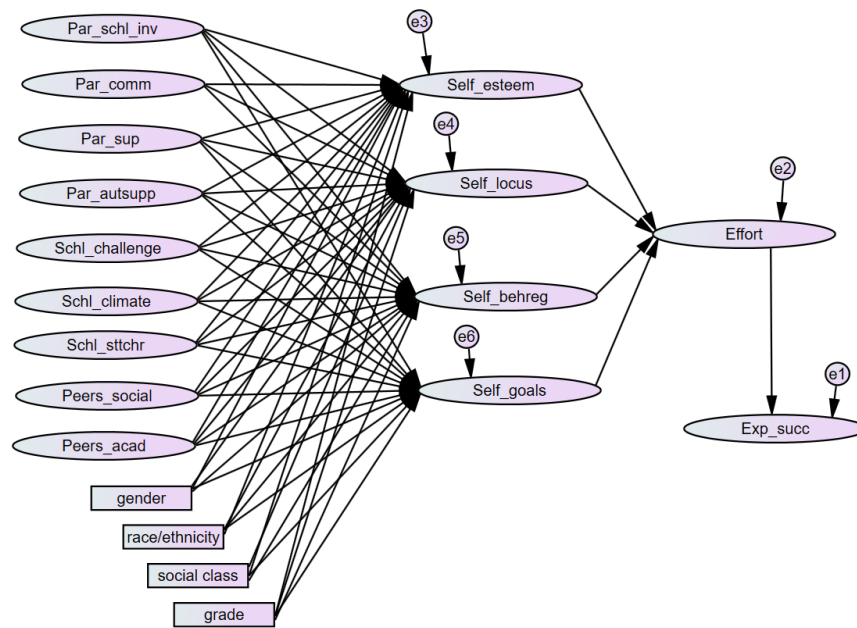 Par_schl_inv
Par_comm
Par_sup
Par_autsupp
Schl_challenge
Schl_climate
Schl_sttchr
Peers_social
Peers_acad
gender
race/ethnicity
social class
grade
e3
Self_esteem
e4
Self_locus
e5
Self_behreg
e6
Self_goals
e2
Effort
e1
Exp_succ